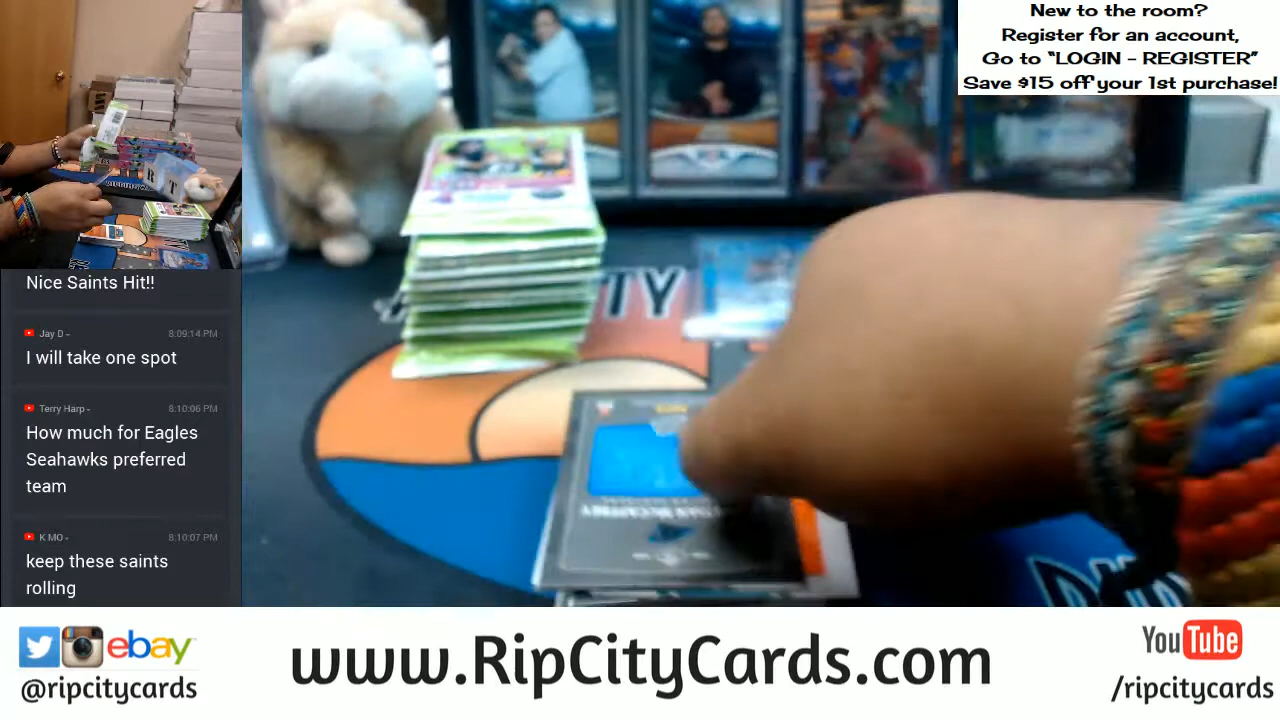 New to the room?
Register for an account,
Go to "LOGIN - REGISTER"
Save $15 off your 1st purchase!
Nice Saints Hit!!
Jay D - 8:09:14 PM
I will take one spot
Terry Harp - 8:10:06 PM
How much for Eagles
Seahawks preferred
team
K MO - 8:10:07 PM
keep these saints
rolling
R T
TY
ebay
@ripcitycards
www.RipCityCards.com
YouTube
/ripcitycards